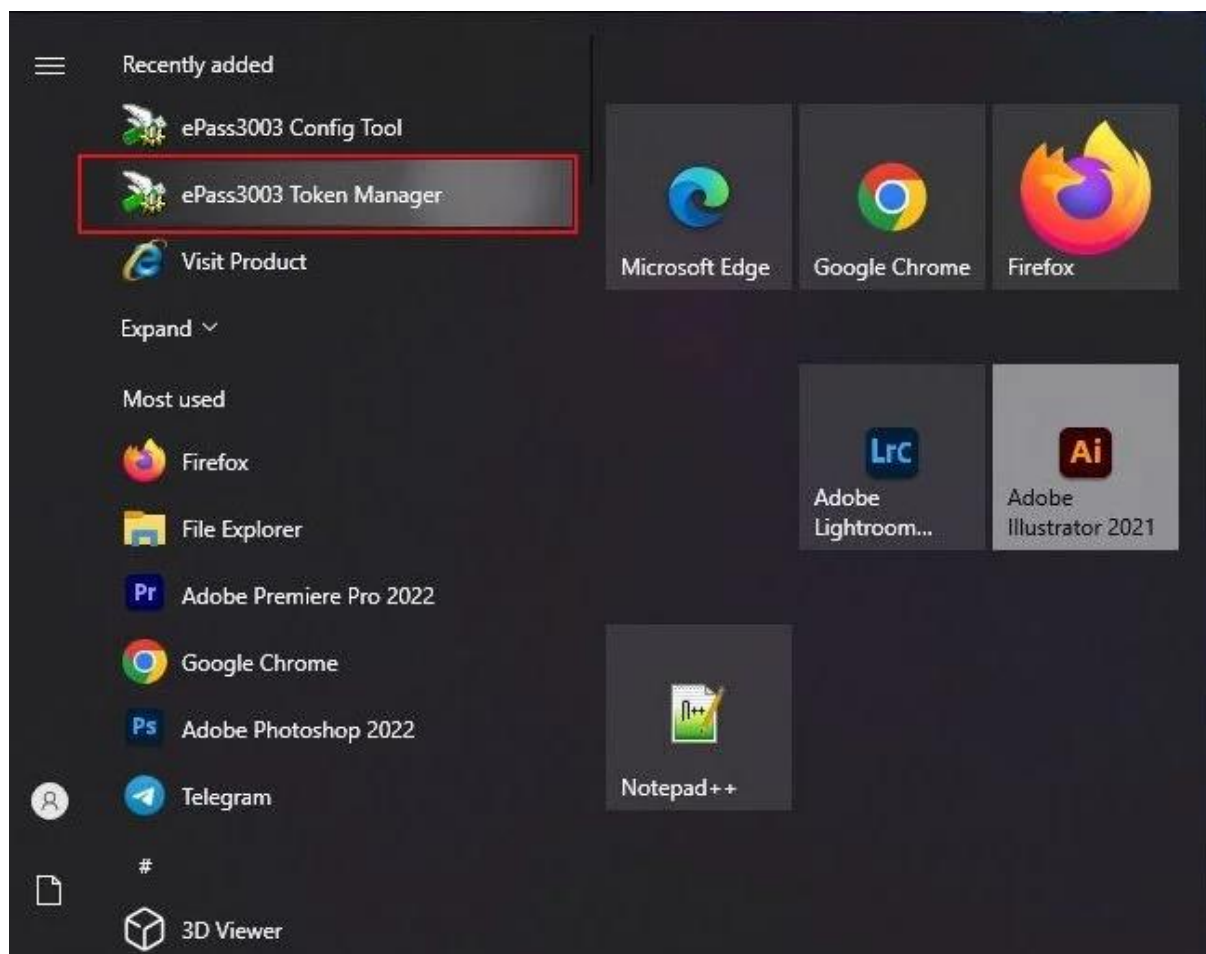 Recently added
ePass3003 Config Tool
ePass3003 Token Manager
Visit Product
Expand
Most used
Firefox
File Explorer
Pr
Adobe Premiere Pro 2022
Google Chrome
Ps
Adobe Photoshop 2022
Telegram
#
3D Viewer
Microsoft Edge
Google Chrome
Firefox
Lrc
Adobe
Lightroom...
Ai
Adobe
Illustrator 2021
Notepad++